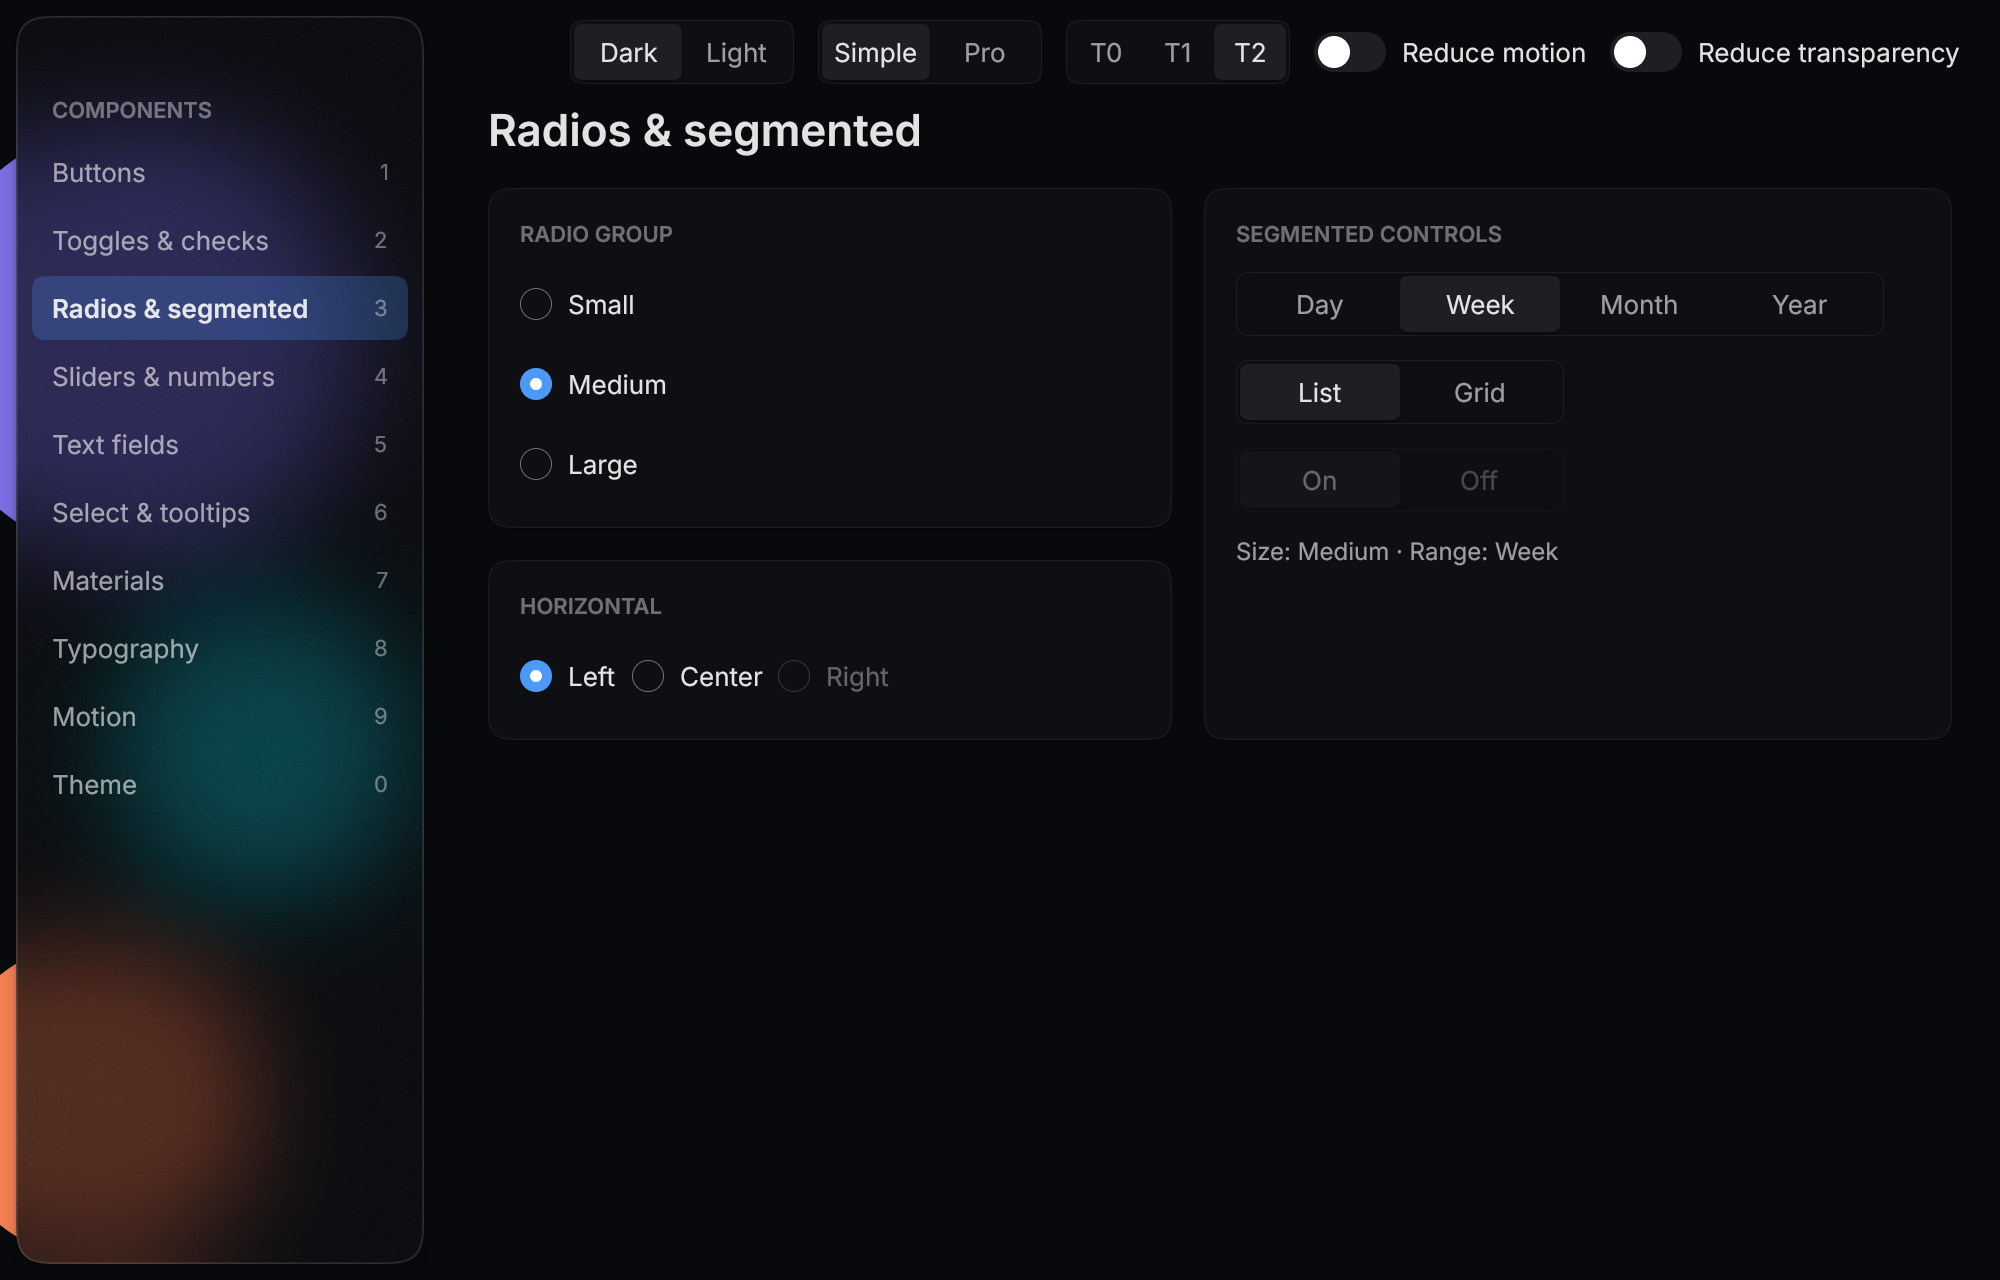 Dark Light Simple Pro T0 T1 T2 Reduce motion Reduce transparency
COMPONENTS
Buttons 1
Toggles & checks 2
Radios & segmented 3
Sliders & numbers 4
Text fields 5
Select & tooltips 6
Materials 7
Typography 8
Motion 9
Theme 0
Radios & segmented
RADIO GROUP
Small
Medium
Large
HORIZONTAL
Left Center Right
SEGMENTED CONTROLS
Day Week Month Year
List Grid
On Off
Size: Medium · Range: Week